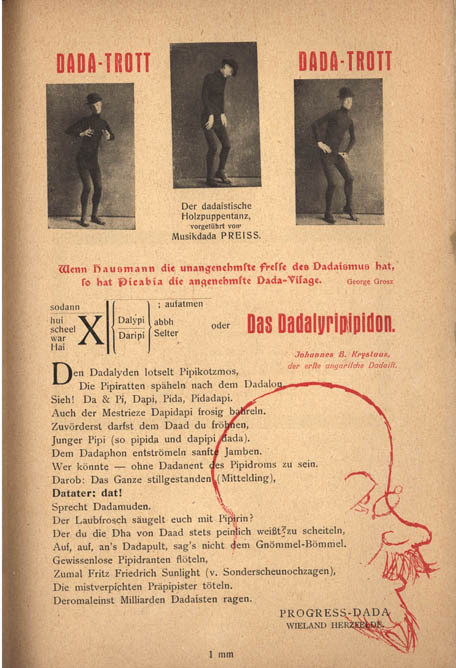 DADA-TROTT
DADA-TROTT
Der dadaistische
Holzpuppentanz,
vorgeführt von
Musikdada PREISS.
Wenn Hausmann die unangenehmste Fresse des Dadaismus hat,
so hat Picabia die angenehmste Dada-Visage. George Grosz
sodann
hui
scheel
war
Hai
X
Dalypi
Daripi
; aufatmen
abbh
Selter
oder
Das Dadalyripipidon.
Johannes B. Krystaus,
der erste ungarische Dadaist.
Den Dadalyden lotselt Pipikotzmos,
Die Pipiratten späheln nach dem Dadalon
Sieh! Da & Pi, Dapi, Pida, Pidadapi.
Auch der Mestrieze Dapidapi frosig bahreln.
Zuvörderst darfst dem Daad du fröhnen,
Junger Pipi (so pipida und dapipi dada).
Dem Dadaphon entströmeln sanfte Jamben.
Wer könnte — ohne Dadanent des Pipidroms zu sein.
Darob: Das Ganze stillgestanden (Mittelding),
Datater: dat!
Sprecht Dadamuden.
Der Laubfrosch säugelt euch mit Pipirin?
Der du die Dha von Daad stets peinlich weißt? zu scheiteln,
Auf, auf, an's Dadapult, sag's nicht dem Gnömmel-Bömmel.
Gewissenlose Pipidranten flöteln,
Zumal Fritz Friedrich Sunlight (v. Sonderscheunochzagen),
Die mistverpichten Präpipister töteln.
Deromaleinst Milliarden Dadaisten ragen.
PROGRESS-DADA
WIELAND HERZFELDE.
1 mm